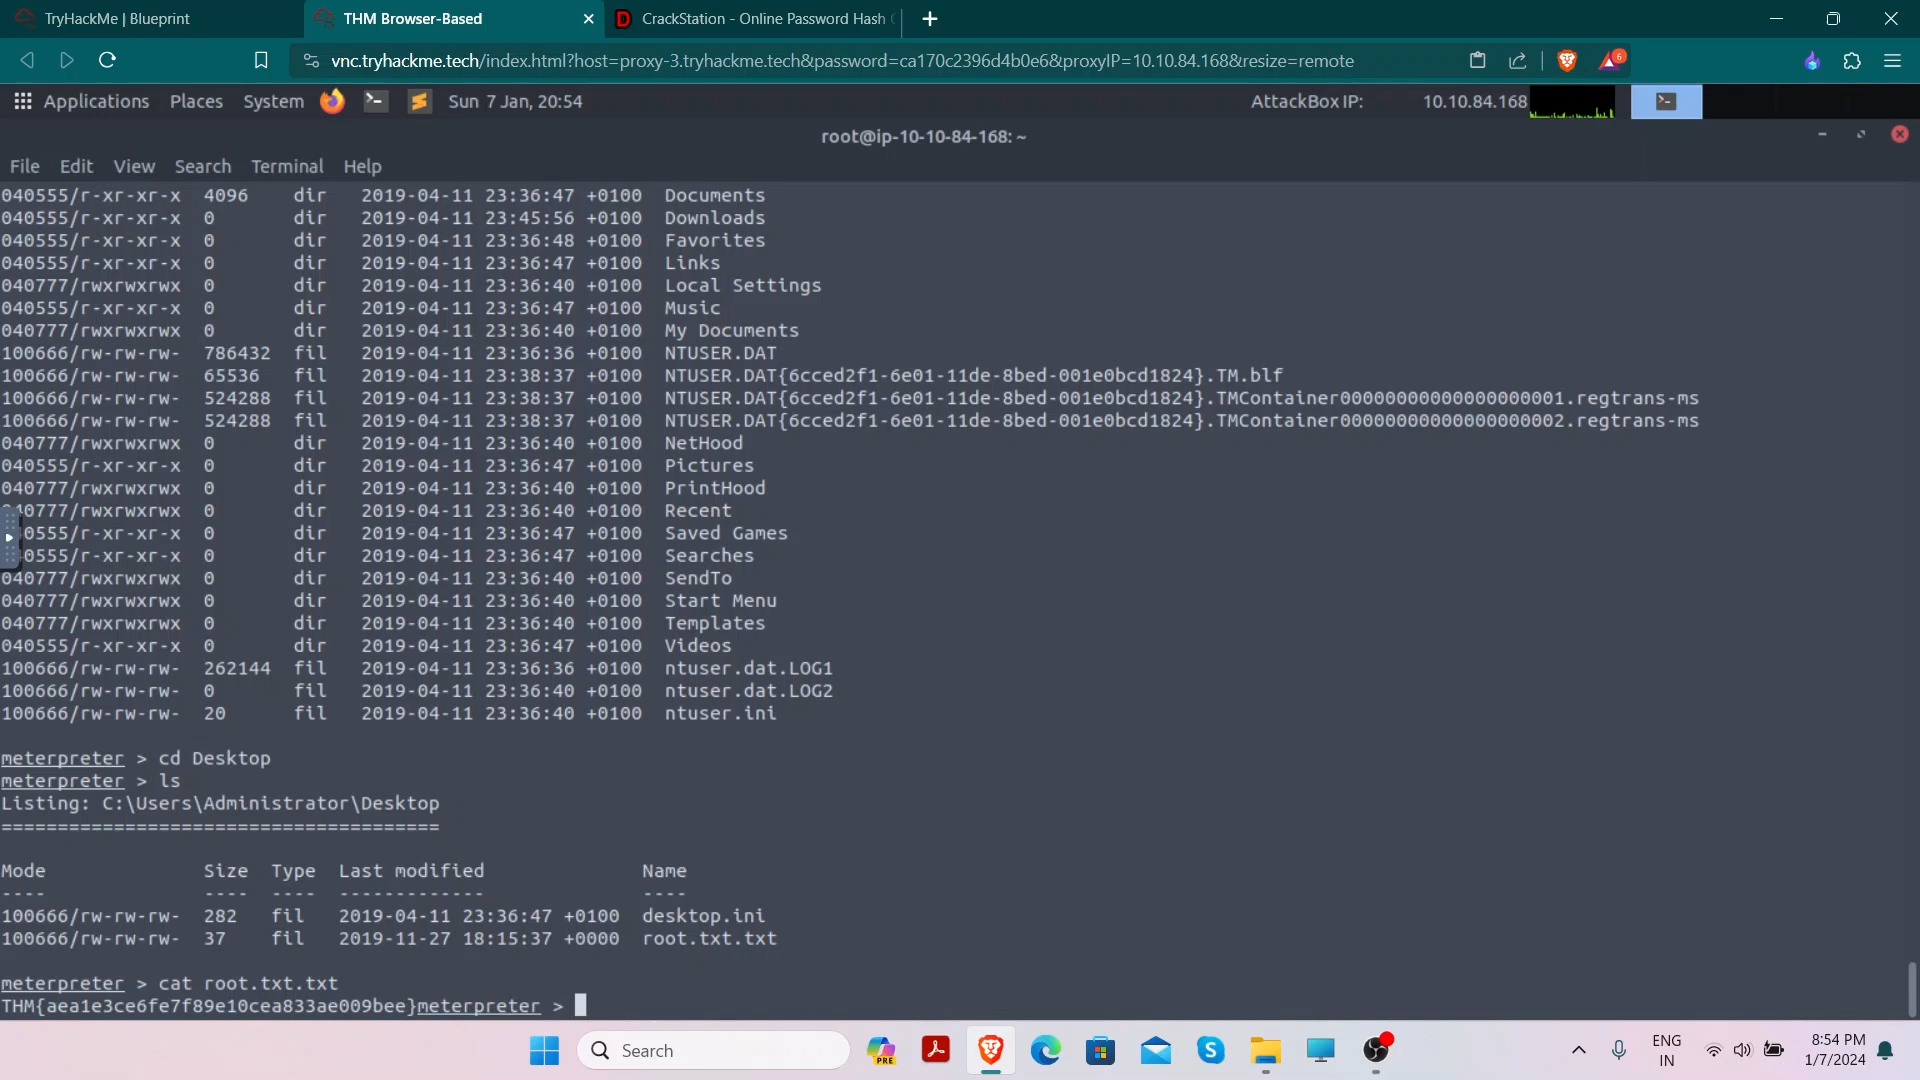 TryHackMe | Blueprint
THM Browser-Based
CrackStation - Online Password Hash
vnc.tryhackme.tech/index.html?host=proxy-3.tryhackme.tech&password=ca170c2396d4b0e6&proxyIP=10.10.84.168&resize=remote
6
Applications Places System Sun 7 Jan, 20:54 AttackBox IP: 10.10.84.168
root@ip-10-10-84-168: ~
File Edit View Search Terminal Help
040555/r-xr-xr-x 4096 dir 2019-04-11 23:36:47 +0100 Documents
040555/r-xr-xr-x 0 dir 2019-04-11 23:45:56 +0100 Downloads
040555/r-xr-xr-x 0 dir 2019-04-11 23:36:48 +0100 Favorites
040555/r-xr-xr-x 0 dir 2019-04-11 23:36:47 +0100 Links
040777/rwxrwxrwx 0 dir 2019-04-11 23:36:40 +0100 Local Settings
040555/r-xr-xr-x 0 dir 2019-04-11 23:36:47 +0100 Music
040777/rwxrwxrwx 0 dir 2019-04-11 23:36:40 +0100 My Documents
100666/rw-rw-rw- 786432 fil 2019-04-11 23:36:36 +0100 NTUSER.DAT
100666/rw-rw-rw- 65536 fil 2019-04-11 23:38:37 +0100 NTUSER.DAT{6cced2f1-6e01-11de-8bed-001e0bcd1824}.TM.blf
100666/rw-rw-rw- 524288 fil 2019-04-11 23:38:37 +0100 NTUSER.DAT{6cced2f1-6e01-11de-8bed-001e0bcd1824}.TMContainer00000000000000000001.regtrans-ms
100666/rw-rw-rw- 524288 fil 2019-04-11 23:38:37 +0100 NTUSER.DAT{6cced2f1-6e01-11de-8bed-001e0bcd1824}.TMContainer00000000000000000002.regtrans-ms
040777/rwxrwxrwx 0 dir 2019-04-11 23:36:40 +0100 NetHood
040555/r-xr-xr-x 0 dir 2019-04-11 23:36:47 +0100 Pictures
040777/rwxrwxrwx 0 dir 2019-04-11 23:36:40 +0100 PrintHood
040777/rwxrwxrwx 0 dir 2019-04-11 23:36:40 +0100 Recent
0555/r-xr-xr-x 0 dir 2019-04-11 23:36:47 +0100 Saved Games
0555/r-xr-xr-x 0 dir 2019-04-11 23:36:47 +0100 Searches
040777/rwxrwxrwx 0 dir 2019-04-11 23:36:40 +0100 SendTo
040777/rwxrwxrwx 0 dir 2019-04-11 23:36:40 +0100 Start Menu
040777/rwxrwxrwx 0 dir 2019-04-11 23:36:40 +0100 Templates
040555/r-xr-xr-x 0 dir 2019-04-11 23:36:47 +0100 Videos
100666/rw-rw-rw- 262144 fil 2019-04-11 23:36:36 +0100 ntuser.dat.LOG1
100666/rw-rw-rw- 0 fil 2019-04-11 23:36:40 +0100 ntuser.dat.LOG2
100666/rw-rw-rw- 20 fil 2019-04-11 23:36:40 +0100 ntuser.ini
meterpreter > cd Desktop
meterpreter > ls
Listing: C:\Users\Administrator\Desktop
=======================================
Mode Size Type Last modified Name
---- ---- ---- ------------- ----
100666/rw-rw-rw- 282 fil 2019-04-11 23:36:47 +0100 desktop.ini
100666/rw-rw-rw- 37 fil 2019-11-27 18:15:37 +0000 root.txt.txt
meterpreter > cat root.txt.txt
THM{aea1e3ce6fe7f89e10cea833ae009bee}meterpreter >
Search
PRE
ENG
IN
8:54 PM
1/7/2024